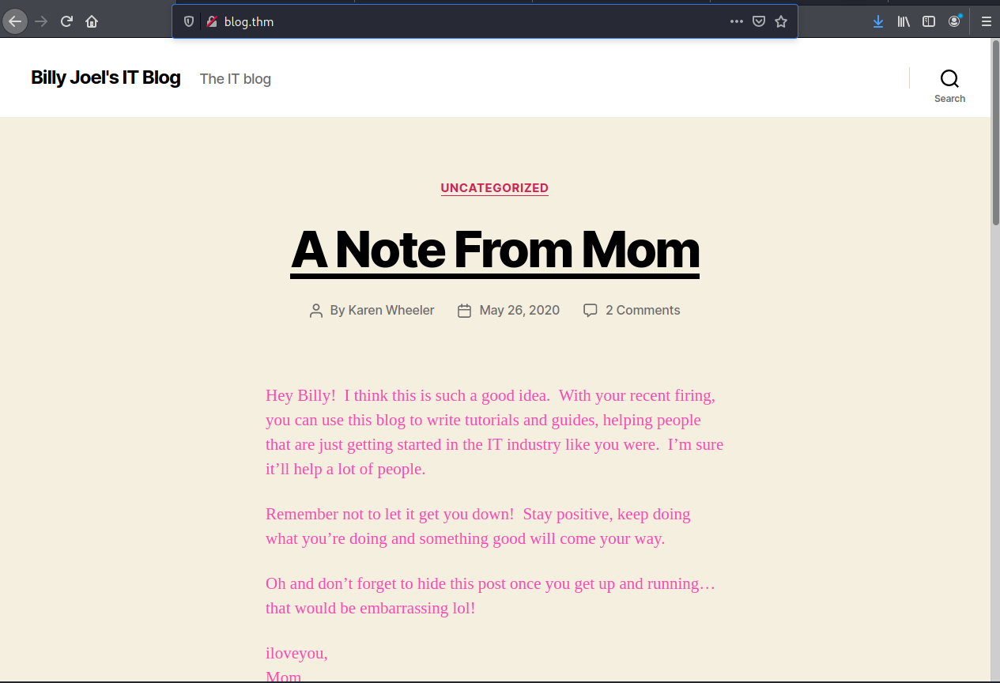 blog.thm
Billy Joel's IT Blog The IT blog
Search
UNCATEGORIZED
A Note From Mom
By Karen Wheeler May 26, 2020 2 Comments
Hey Billy!  I think this is such a good idea.  With your recent firing,
you can use this blog to write tutorials and guides, helping people
that are just getting started in the IT industry like you were.  I’m sure
it’ll help a lot of people.
Remember not to let it get you down!  Stay positive, keep doing
what you’re doing and something good will come your way.
Oh and don’t forget to hide this post once you get up and running…
that would be embarrassing lol!
iloveyou,
Mom